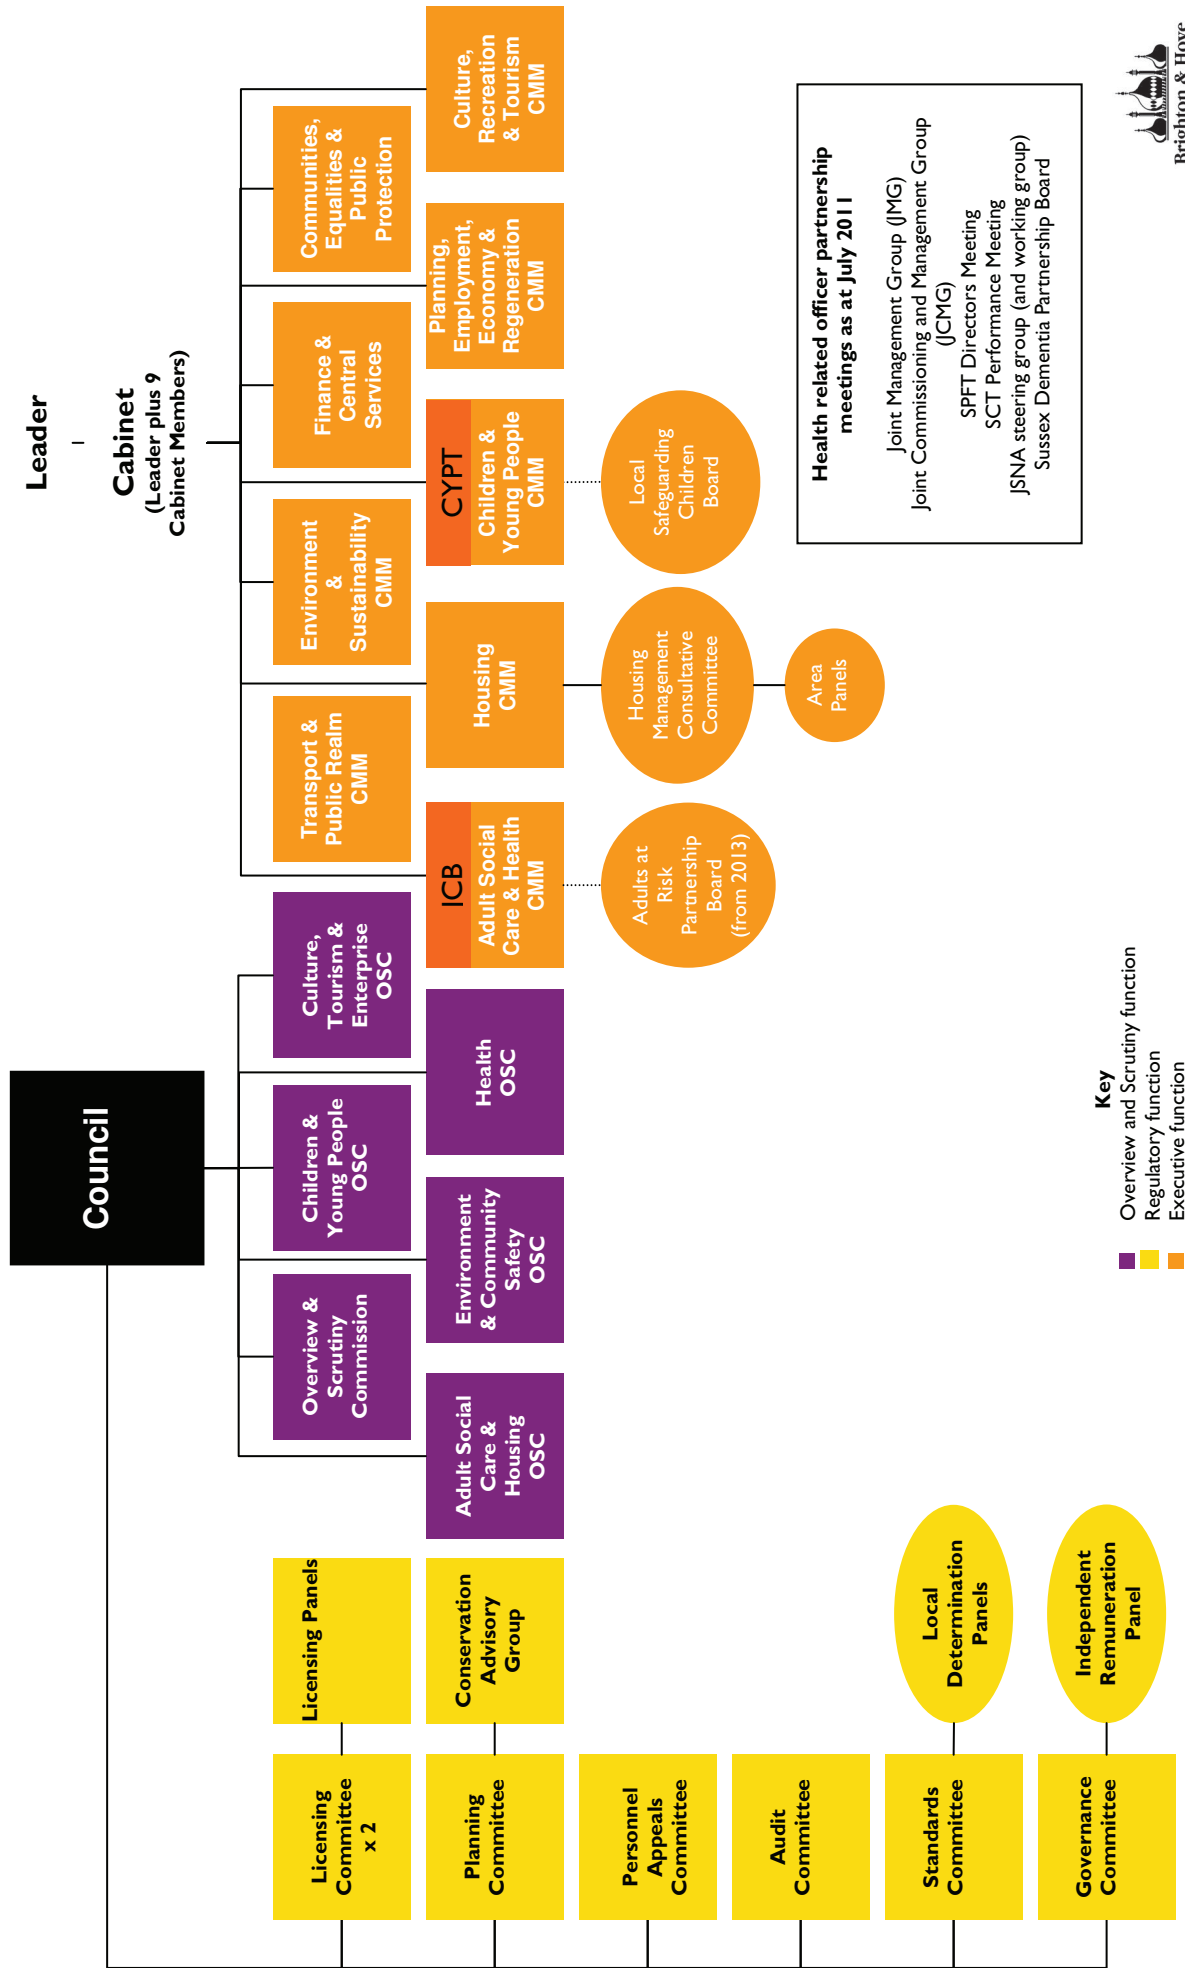 Council
Leader
Cabinet
(Leader plus 9
Cabinet Members)
Licensing
Committee
x 2
Licensing Panels
Planning
Committee
Conservation
Advisory
Group
Personnel
Appeals
Committee
Audit
Committee
Standards
Committee
Local
Determination
Panels
Governance
Committee
Independent
Remuneration
Panel
Overview &
Scrutiny
Commission
Children &
Young People
OSC
Culture,
Tourism &
Enterprise
OSC
Adult Social
Care &
Housing
OSC
Environment
& Community
Safety
OSC
Health
OSC
Transport &
Public Realm
CMM
Environment
&
Sustainability
CMM
Finance &
Central
Services
Communities,
Equalities &
Public
Protection
ICB
Adult Social
Care & Health
CMM
Housing
CMM
CYPT
Children &
Young People
CMM
Planning,
Employment,
Economy &
Regeneration
CMM
Culture,
Recreation
& Tourism
CMM
Adults at
Risk
Partnership
Board
(from 2013)
Housing
Management
Consultative
Committee
Area
Panels
Local
Safeguarding
Children
Board
Health related officer partnership
meetings as at July 2011
Joint Management Group (JMG)
Joint Commissioning and Management Group
(JCMG)
SPFT Directors Meeting
SCT Performance Meeting
JSNA steering group (and working group)
Sussex Dementia Partnership Board
Key
Overview and Scrutiny function
Regulatory function
Executive function
Brighton & Hove